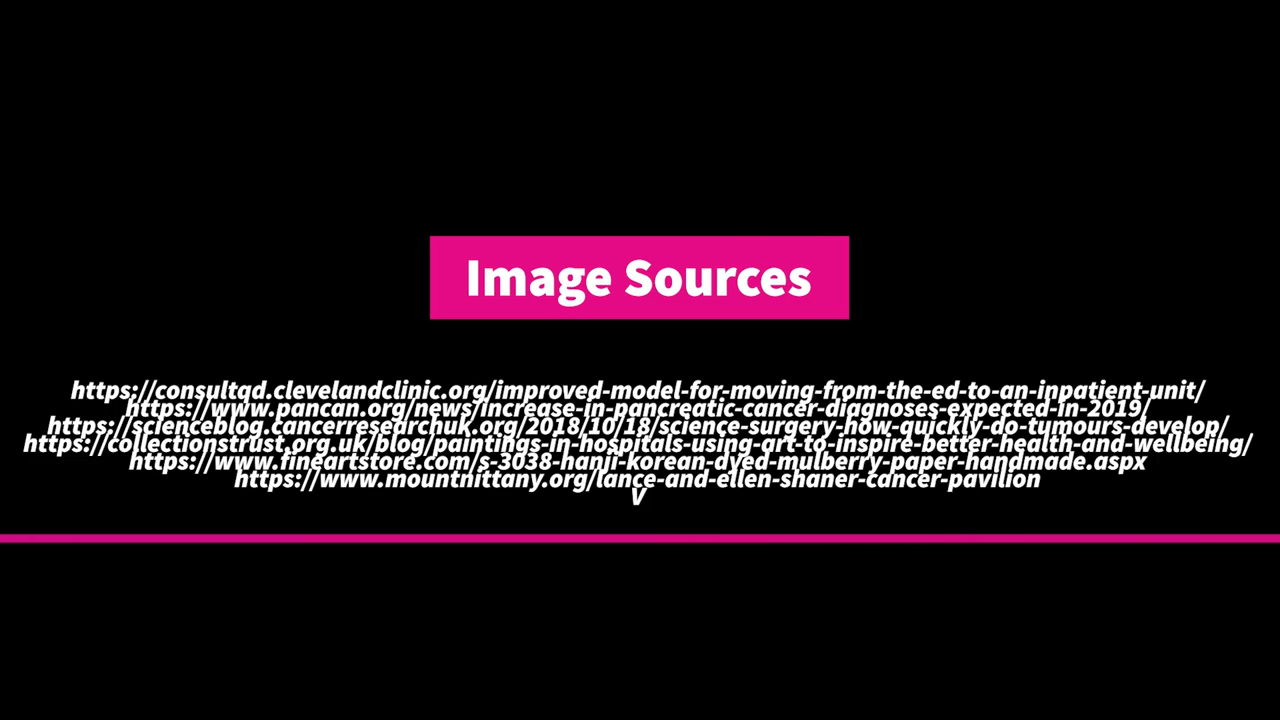 Image Sources
https://consultqd.clevelandclinic.org/improved-model-for-moving-from-the-ed-to-an-inpatient-unit/
https://www.pancan.org/news/increase-in-pancreatic-cancer-diagnoses-expected-in-2019/
https://scienceblog.cancerresearchuk.org/2018/10/18/science-surgery-how-quickly-do-tumours-develop/
https://collectionstrust.org.uk/blog/paintings-in-hospitals-using-art-to-inspire-better-health-and-wellbeing/
https://www.fineartstore.com/s-3038-hanji-korean-dyed-mulberry-paper-handmade.aspx
https://www.mountnittany.org/lance-and-ellen-shaner-cancer-pavilion
V